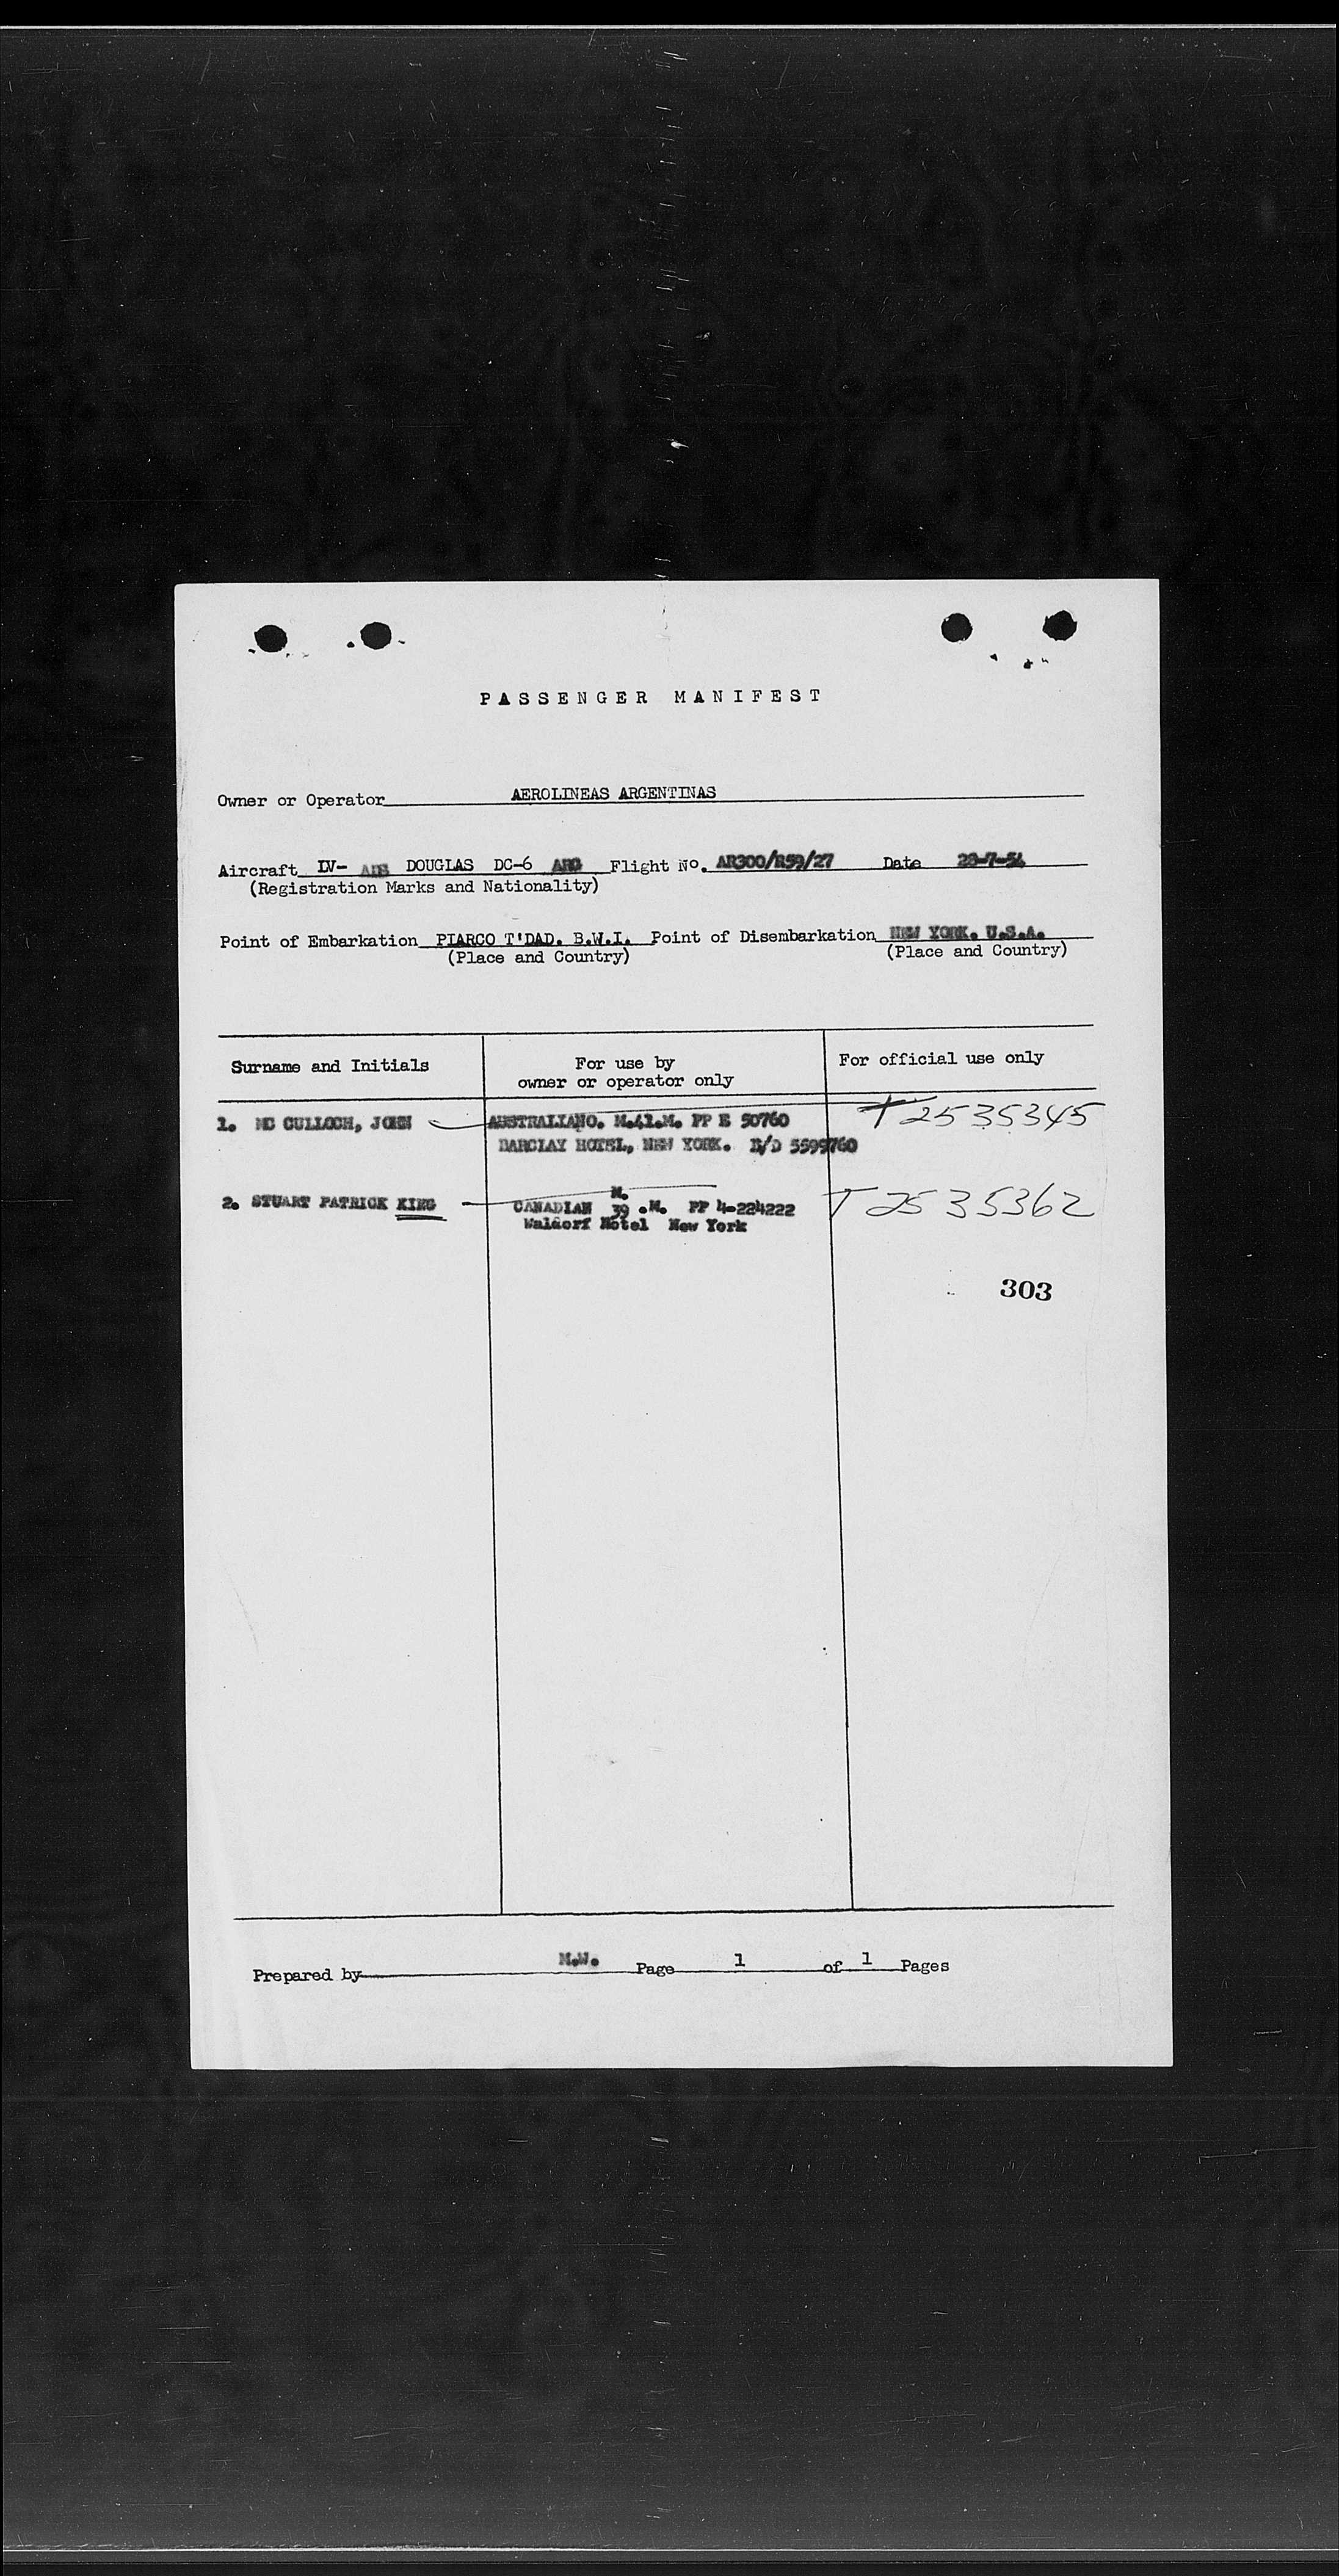 PASSENGER MANIFEST
Owner or Operator AEROLINEAS ARGENTINAS
Aircraft LV- DOUGLAS DC-6 ARG Flight No. AR300/R59/27 Date 28-7-54
(Registration Marks and Nationality)
Point of Embarkation PIARCO T'DAD. B.W.I. Point of Disembarkation NEW YORK. U.S.A.
(Place and Country) (Place and Country)
Surname and Initials For use by owner or operator only For official use only
1. MC CULLOCH, JOHN AUSTRALIANO. M.41.M. PP E 50760 T 2535345
BARCLAY HOTEL, NEW YORK. E/D 5599760
M.
2. STUART PATRICK KING CANADIAN 39 .M. PP 4-224222 T 2535362
Waldorf Hotel New York
303
Prepared by M.W. Page 1 of 1 Pages